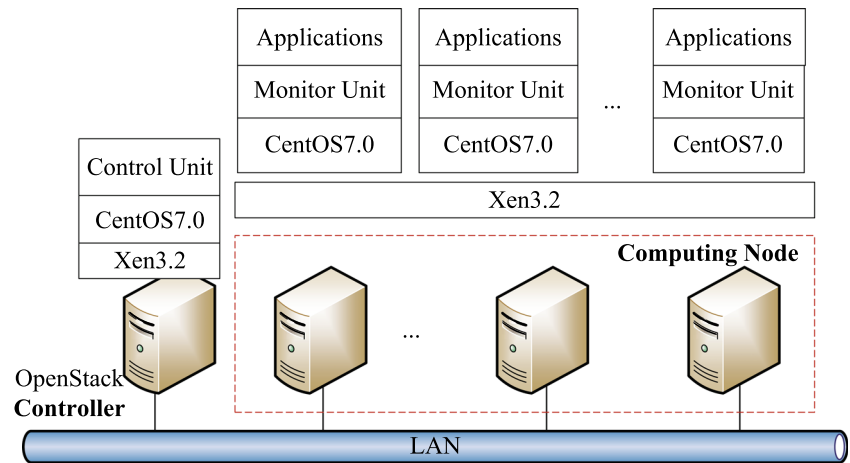 Applications Applications Applications
Monitor Unit Monitor Unit ... Monitor Unit
CentOS7.0 CentOS7.0 CentOS7.0
Control Unit
CentOS7.0
Xen3.2
Xen3.2
Computing Node
...
OpenStack
Controller
LAN